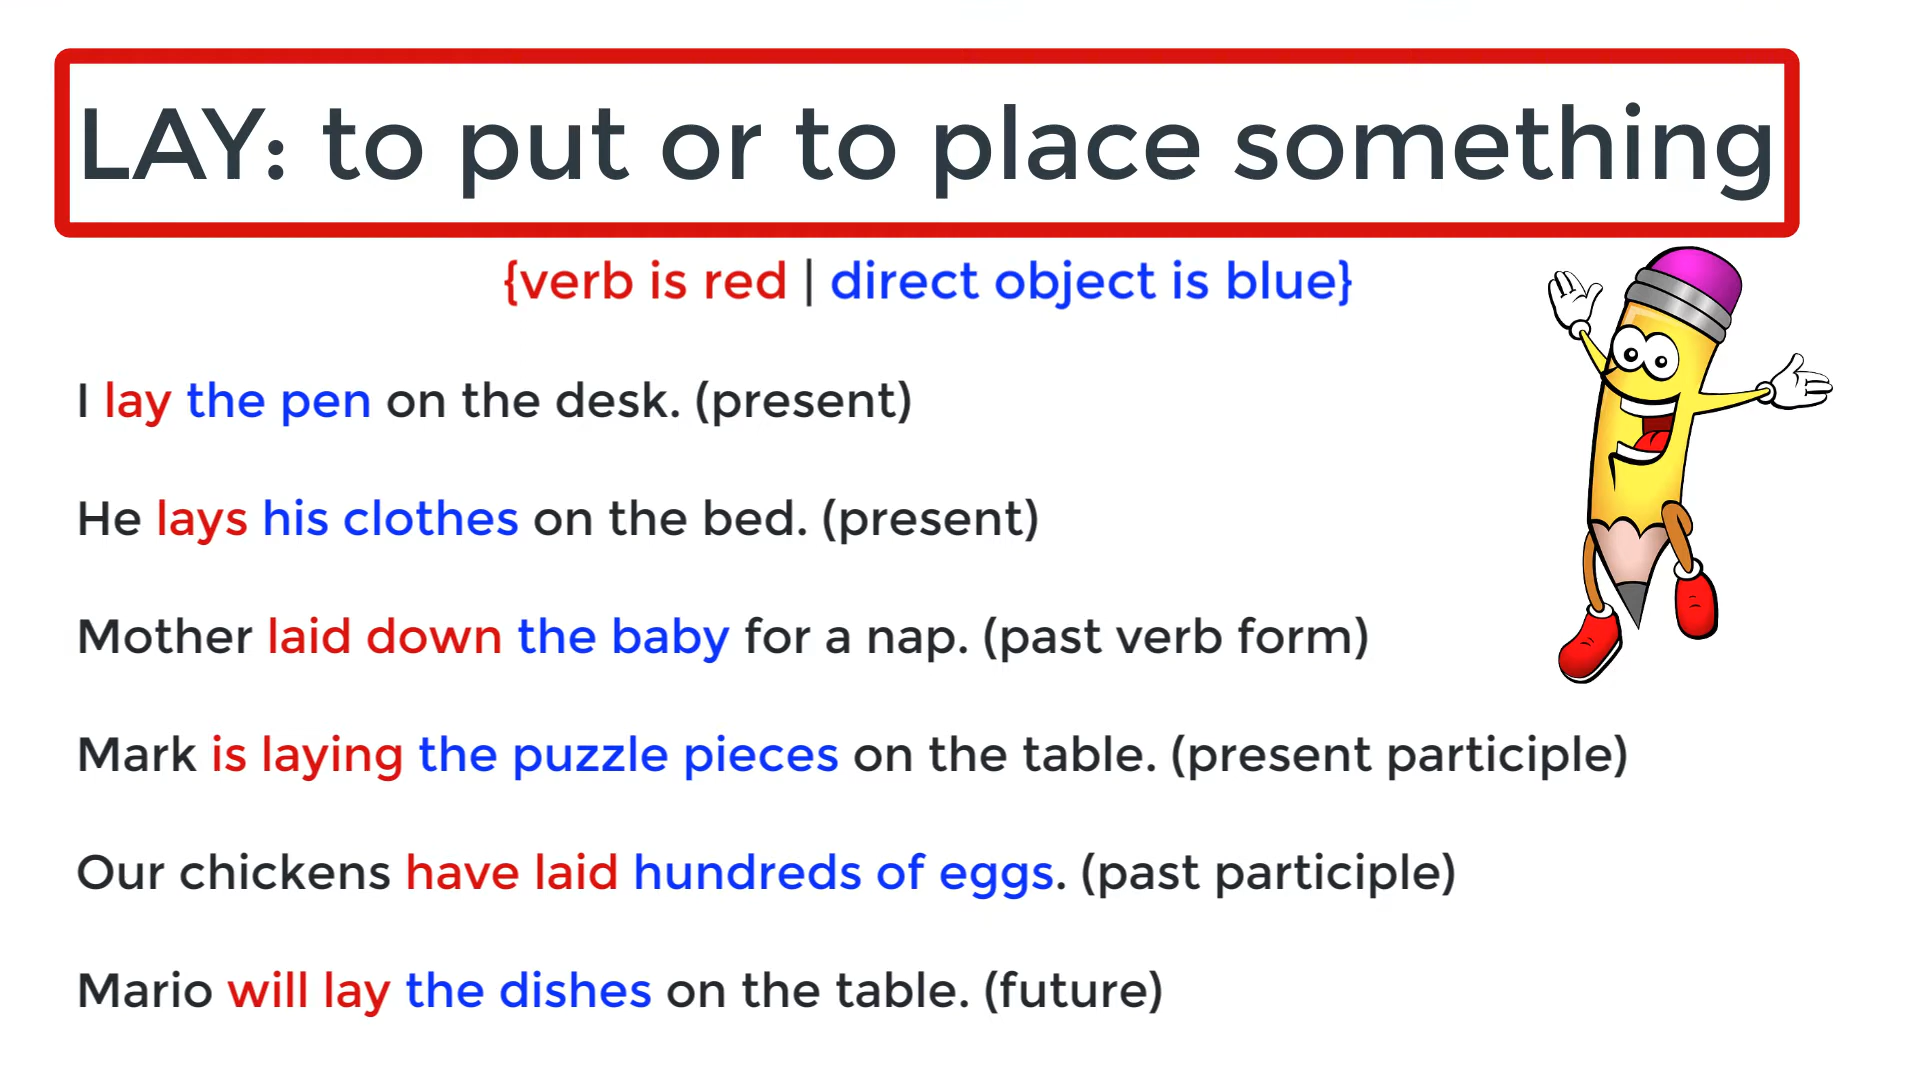 LAY: to put or to place something
{verb is red | direct object is blue}
I lay the pen on the desk. (present)
He lays his clothes on the bed. (present)
Mother laid down the baby for a nap. (past verb form)
Mark is laying the puzzle pieces on the table. (present participle)
Our chickens have laid hundreds of eggs. (past participle)
Mario will lay the dishes on the table. (future)